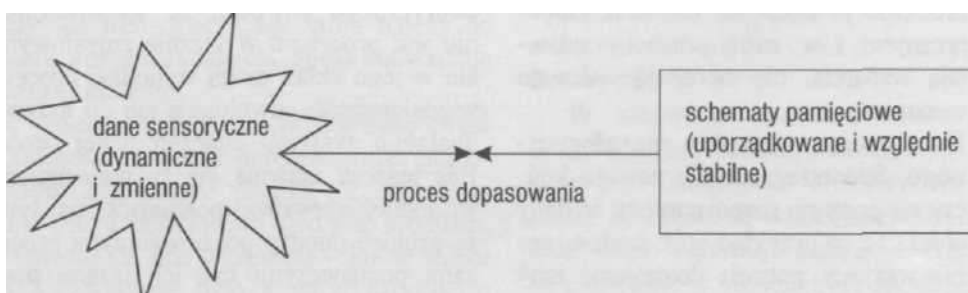 dane sensoryczne
(dynamiczne
i zmienne)
proces dopasowania
schematy pamięciowe
(uporządkowane i względnie
stabilne)